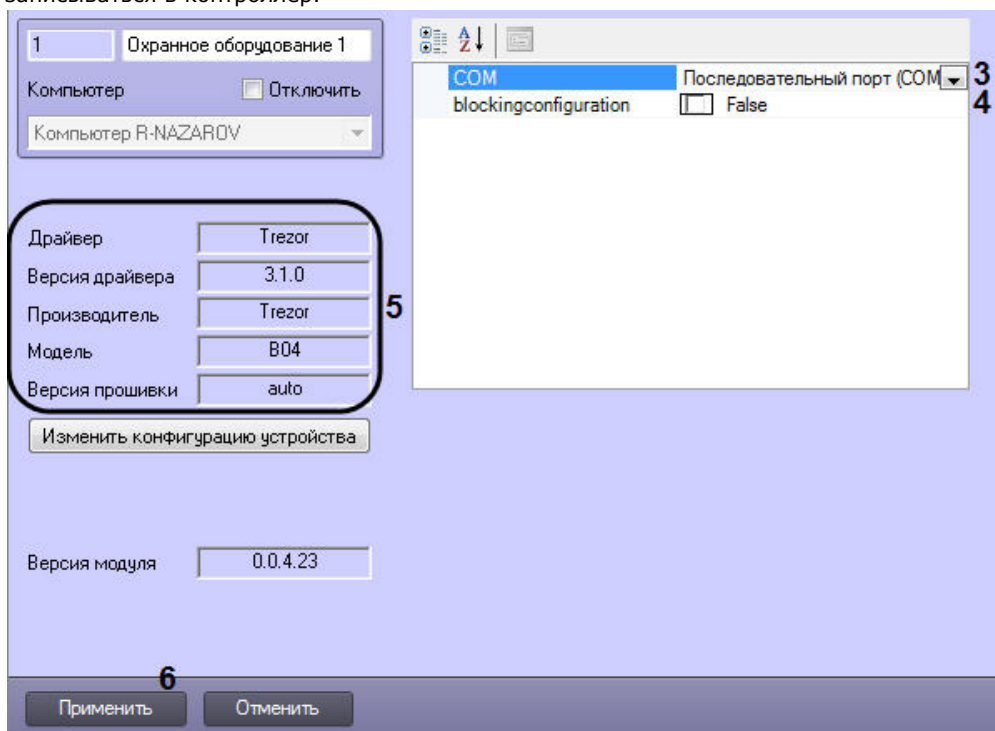 записываться в контроллер.
1 Охранное оборудование 1
Компьютер Отключить
Компьютер R-NAZAROV
A
Z
COM Последовательный порт (COM 3
blockingconfiguration False 4
Драйвер Trezor
Версия драйвера 3.1.0
Производитель Trezor 5
Модель B04
Версия прошивки auto
Изменить конфигурацию устройства
Версия модуля 0.0.4.23
6
Применить Отменить